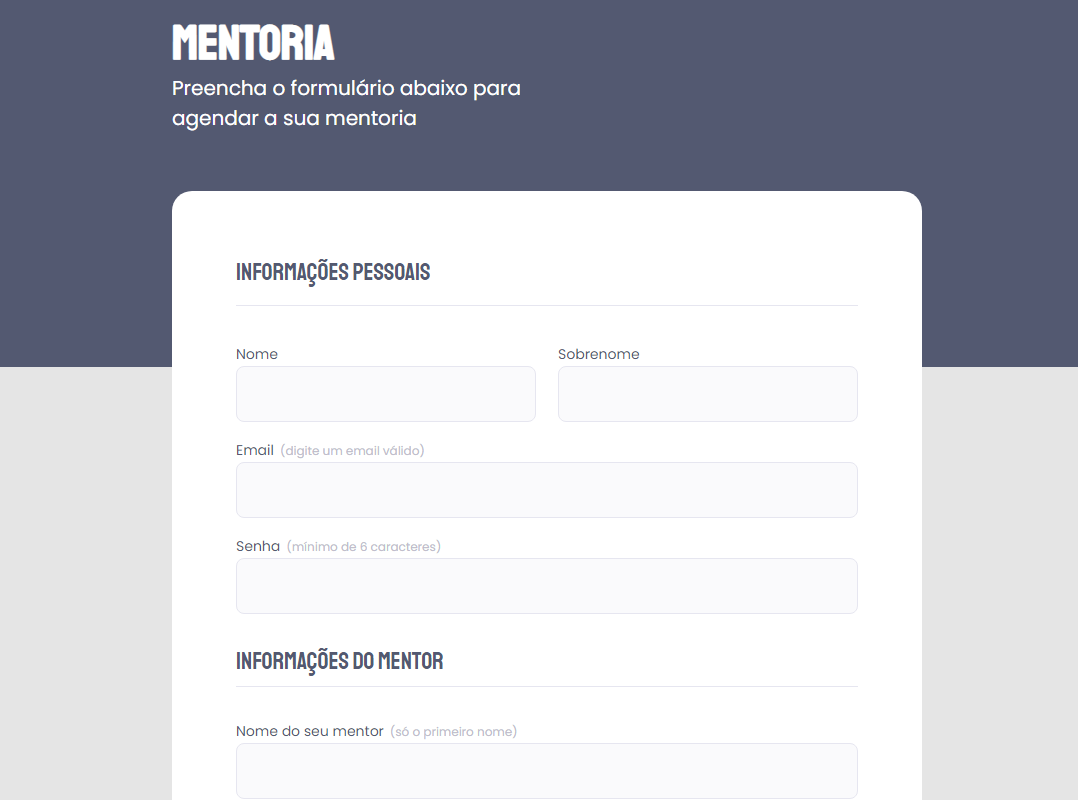 MENTORIA
Preencha o formulário abaixo para
agendar a sua mentoria
INFORMAÇÕES PESSOAIS
Nome Sobrenome
Email (digite um email válido)
Senha (mínimo de 6 caracteres)
INFORMAÇÕES DO MENTOR
Nome do seu mentor (só o primeiro nome)